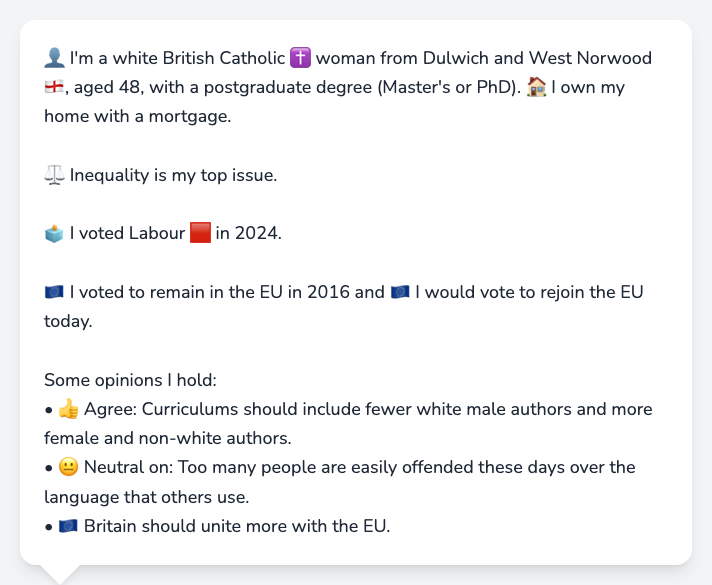 👤 I'm a white British Catholic ✝️ woman from Dulwich and West Norwood
🏴󠁧󠁢󠁥󠁮󠁧󠁿, aged 48, with a postgraduate degree (Master's or PhD). 🏠 I own my
home with a mortgage.
⚖️ Inequality is my top issue.
🗳️ I voted Labour 🟥 in 2024.
🇪🇺 I voted to remain in the EU in 2016 and 🇪🇺 I would vote to rejoin the EU
today.
Some opinions I hold:
• 👍 Agree: Curriculums should include fewer white male authors and more
female and non-white authors.
• 😐 Neutral on: Too many people are easily offended these days over the
language that others use.
• 🇪🇺 Britain should unite more with the EU.